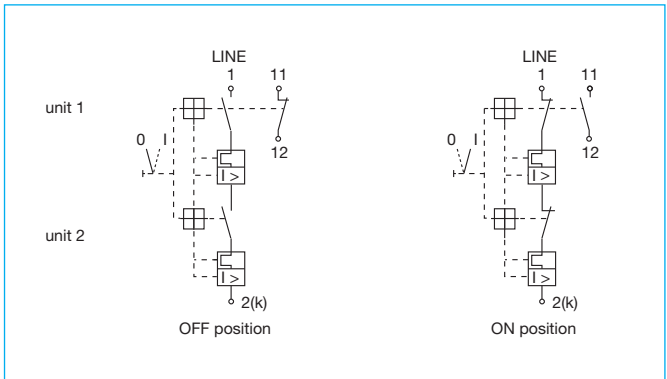 LINE LINE
1 11 1 11
unit 1
0 I 12 0 I 12
I > I >
unit 2
I > I >
2(k) 2(k)
OFF position ON position